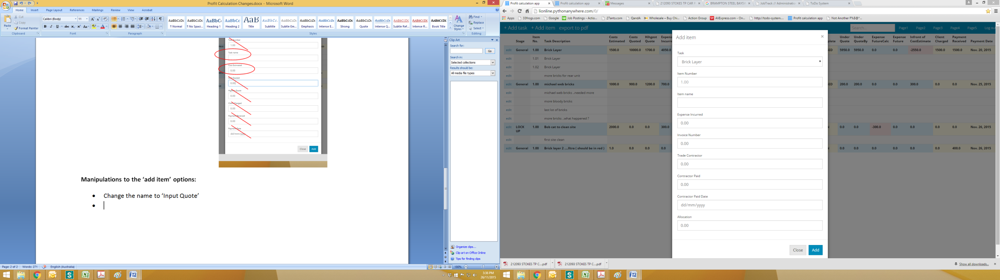 Profit Calculation Changes.docx - Microsoft Word
Home Insert Page Layout References Mailings Review View Acrobat
Cut
Copy
Format Painter
Paste
Calibri (Body) 11
Clipboard Font Paragraph Styles Editing
AaBbCcDc AaBbCcDc AaBbC AaBbCc AaB AaBbCc. AaBbCcDc AaBbCcDc AaBbCcDc AaBbCcDc AaBbCcDc AaBbCcDc AABBCCDE AABBCCDE AaBbCcDc
¶ Normal ¶ No Spaci... Heading 1 Heading 2 Title Subtitle Subtle Em... Emphasis Intense E... Strong Quote Intense Q... Subtle Ref... Intense R... Book Title
Change Styles
Find
Replace
Select
Task Number
1.00
Task name
Cost Estimated
0.00
Cost Quoted
0.00
Highest Quote
0.00
Client Charged
0.00
Payment Received
0.00
Payment Date
dd/mm/yyyy
Close Add
Manipulations to the ‘add item’ options:
• Change the name to ‘Input Quote’
•
Clip Art
Search for:
Go
Search in:
Selected collections
Results should be:
All media file types
Organize clips...
Clip art on Office Online
Tips for finding clips
Page: 2 of 2 Words: 271 English (Australia) 180%
3:36 PM
26/11/2015
Profit calculation app Profit calculation app Messages 212093 STOKES TP CAR P BRAMPTON STEEL BAYSW JobTrack // Administratio ToDo System
lionline.pythonanywhere.com/0/
Apps 33frogs.com Google Job Postings - Actio... 27ants.com QandA Wholesale – Buy Chi... Action Group AliExpress.com - On... http://todo-system.... Profit calculation app Not Another F%$@"...
+ Add task + Add item export to pdf Search... Page1 Page2 Page3 Page4 Page5 Log ou
Stage Item No. Task Description Costs Estimated Costs Quoted Hihgest Quote Expens Incurre
plete Under Quote Under QuoteBy Expense FutureCalc Expense Future Infront of CostEstimate Client Charged Payment Received Payment Date
edit General 1.00 Brick Layer 1500.0 10000.0 1700.0 4050.0 ED 5950.0 5950.0 0.0 0.0 -2550.0 1500.0 1500.0 Nov. 20, 2015
edit 1.01 Brick Layer
edit 1.02 Brick Layer
edit more bricks for rear unit
edit General 1.00 michael web bricks 1000.0 900.0 1200.0 700.0 ED 200.0 200.0 0.0 0.0 300.0 0.0 0.0 Nov. 25, 2015
edit michael web bricks ..needed more
edit more bloody bricks
edit last lot of bricks
edit more bricks ..what happened ?
edit LOCK UP 1.00 Bob cat to clean site 2000.0 0.0 0.0 300.0 N 0.0 0.0 -300.0 0.0 0.0 0.0 0.0 Nov. 26, 2015
edit first site clean
edit General 1.00 Brick layer 2 ....Xtra ( should be in red ) 1.0 0.0 0.0 0.0 N 0.0 0.0 0.0 0.0 0.0 0.0 400.0 Nov. 26, 2015
Add item ×
Task
Brick Layer
Item Number
1.00
Item name
Expense Incurred
0.00
Invoice Number
0.00
Trade Contractor
0.00
Contractor Paid
0.00
Contractor Paid Date
dd/mm/yyyy
Allocation
0.00
Close Add
212093 STOKES TP C....pdf 212093 STOKES TP C....pdf Show all downloads...